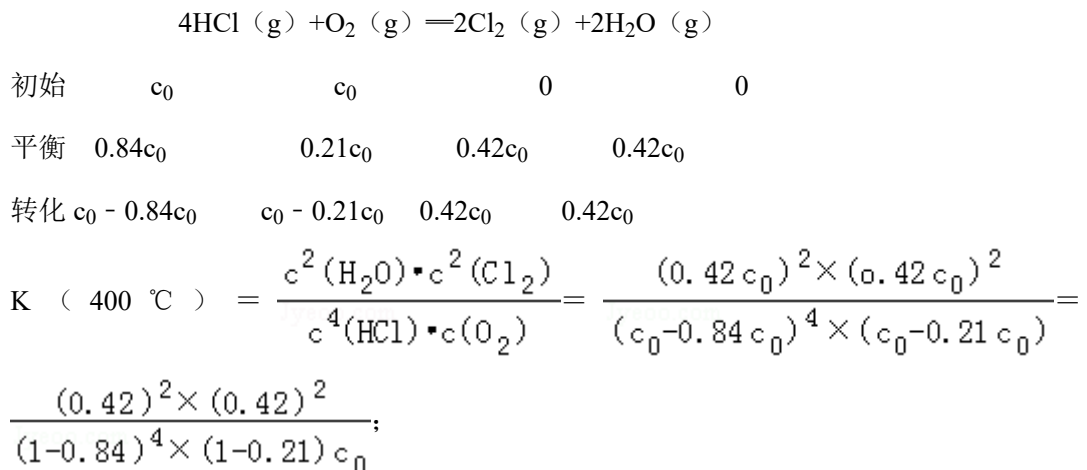 4HCl（g）+O₂（g）═2Cl₂（g）+2H₂O（g）
初始 c₀ c₀ 0 0
平衡 0.84c₀ 0.21c₀ 0.42c₀ 0.42c₀
转化 c₀﹣0.84c₀ c₀﹣0.21c₀ 0.42c₀ 0.42c₀
K （ 400 ℃ ） = c²(H₂O)•c²(Cl₂) / c⁴(HCl)•c(O₂) = (0.42c₀)²×(o.42c₀)² / (c₀-0.84c₀)⁴×(c₀-0.21c₀) =
(0.42)²×(0.42)² / (1-0.84)⁴×(1-0.21)c₀ ;